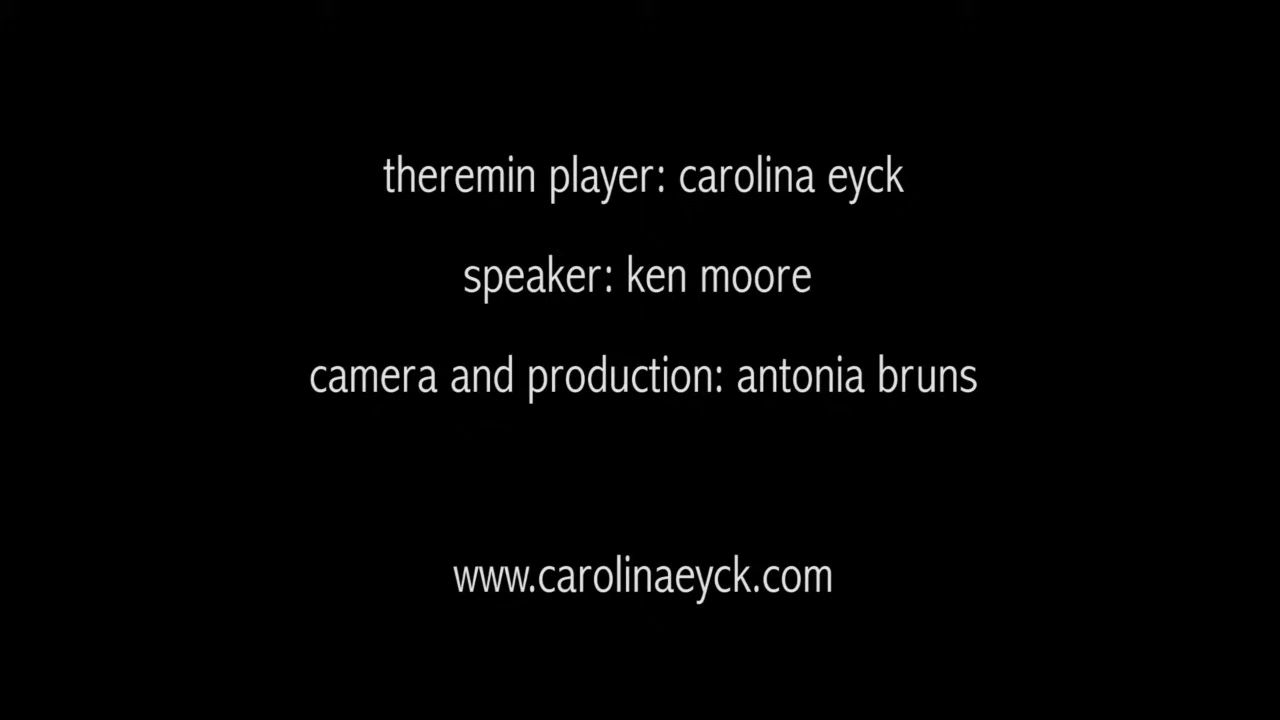 theremin player: carolina eyck
speaker: ken moore
camera and production: antonia bruns
www.carolinaeyck.com